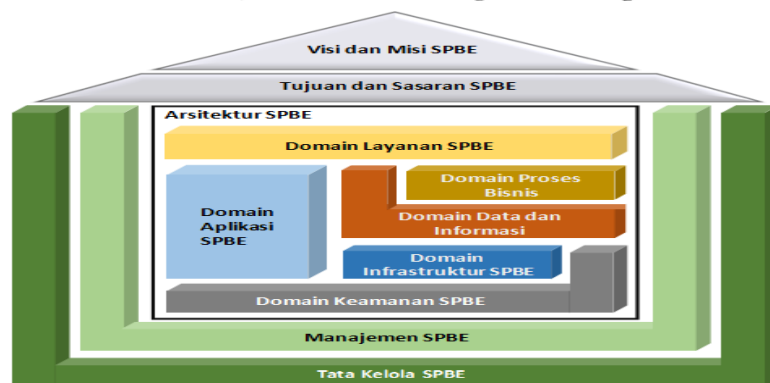 Visi dan Misi SPBE
Tujuan dan Sasaran SPBE
Arsitektur SPBE
Domain Layanan SPBE
Domain Proses
Bisnis
Domain
Aplikasi
SPBE
Domain Data dan
Informasi
Domain
Infrastruktur SPBE
Domain Keamanan SPBE
Manajemen SPBE
Tata Kelola SPBE